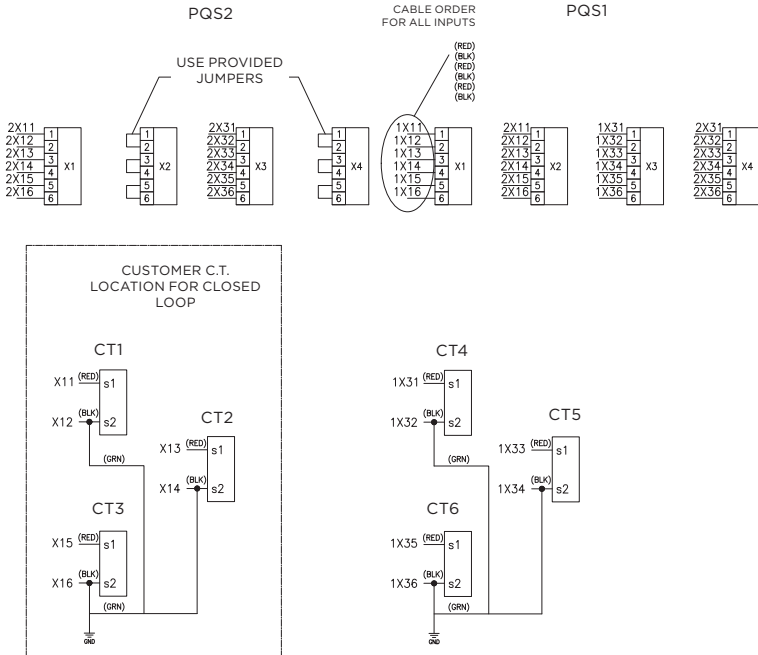 PQS2
CABLE ORDER
FOR ALL INPUTS
PQS1
(RED)
(BLK)
(RED)
(BLK)
(RED)
(BLK)
USE PROVIDED
JUMPERS
2X11
2X12
2X13
2X14
2X15
2X16
1
2
3
4
5
6
X1
1
2
3
4
5
6
X2
2X31
2X32
2X33
2X34
2X35
2X36
1
2
3
4
5
6
X3
1
2
3
4
5
6
X4
1X11
1X12
1X13
1X14
1X15
1X16
1
2
3
4
5
6
X1
2X11
2X12
2X13
2X14
2X15
2X16
1
2
3
4
5
6
X2
1X31
1X32
1X33
1X34
1X35
1X36
1
2
3
4
5
6
X3
2X31
2X32
2X33
2X34
2X35
2X36
1
2
3
4
5
6
X4
CUSTOMER C.T.
LOCATION FOR CLOSED
LOOP
CT1
X11 (RED) s1
X12 (BLK) s2
(GRN)
CT2
X13 (RED) s1
X14 (BLK) s2
CT3
X15 (RED) s1
X16 (BLK) s2
(GRN)
GND
CT4
1X31 (RED) s1
1X32 (BLK) s2
(GRN)
CT5
1X33 (RED) s1
1X34 (BLK) s2
CT6
1X35 (RED) s1
1X36 (BLK) s2
(GRN)
GND